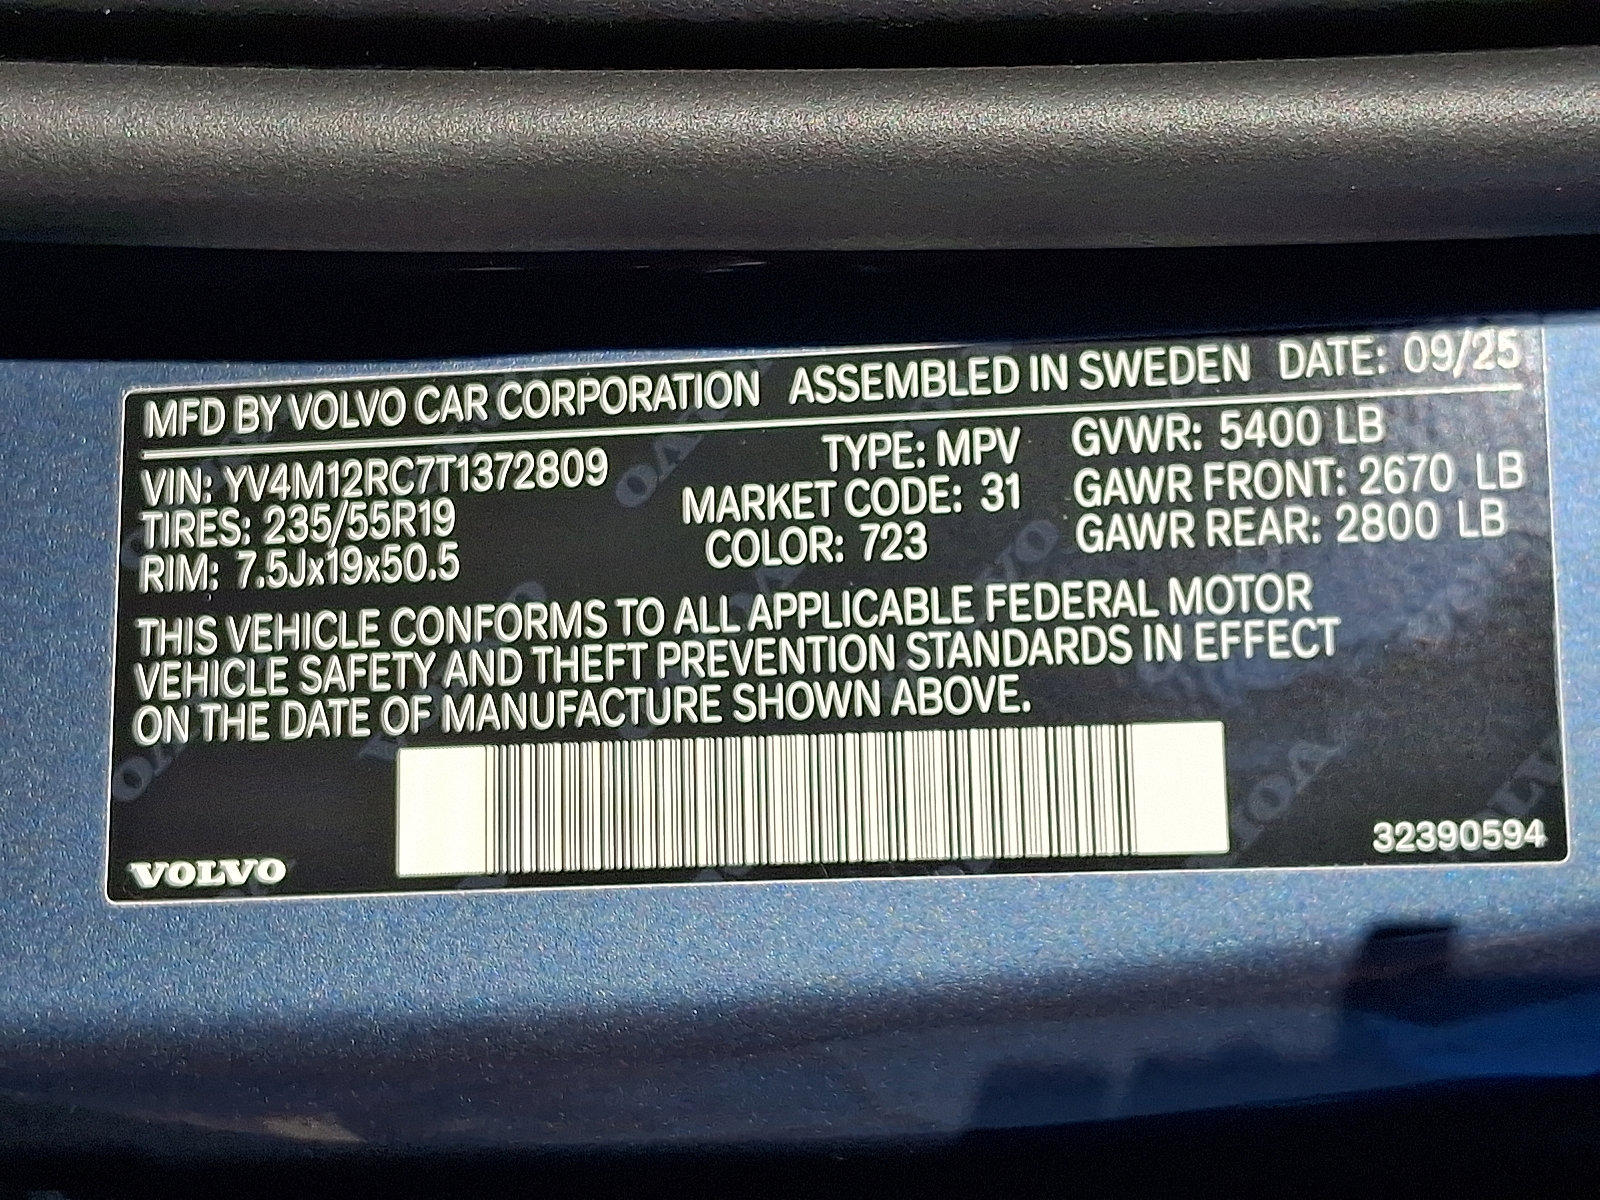 MFD BY VOLVO CAR CORPORATION ASSEMBLED IN SWEDEN DATE: 09/25
VIN: YV4M12RC7T1372809 TYPE: MPV GVWR: 5400 LB
TIRES: 235/55R19 MARKET CODE: 31 GAWR FRONT: 2670 LB
RIM: 7.5Jx19x50.5 COLOR: 723 GAWR REAR: 2800 LB
THIS VEHICLE CONFORMS TO ALL APPLICABLE FEDERAL MOTOR
VEHICLE SAFETY AND THEFT PREVENTION STANDARDS IN EFFECT
ON THE DATE OF MANUFACTURE SHOWN ABOVE.
VOLVO 32390594